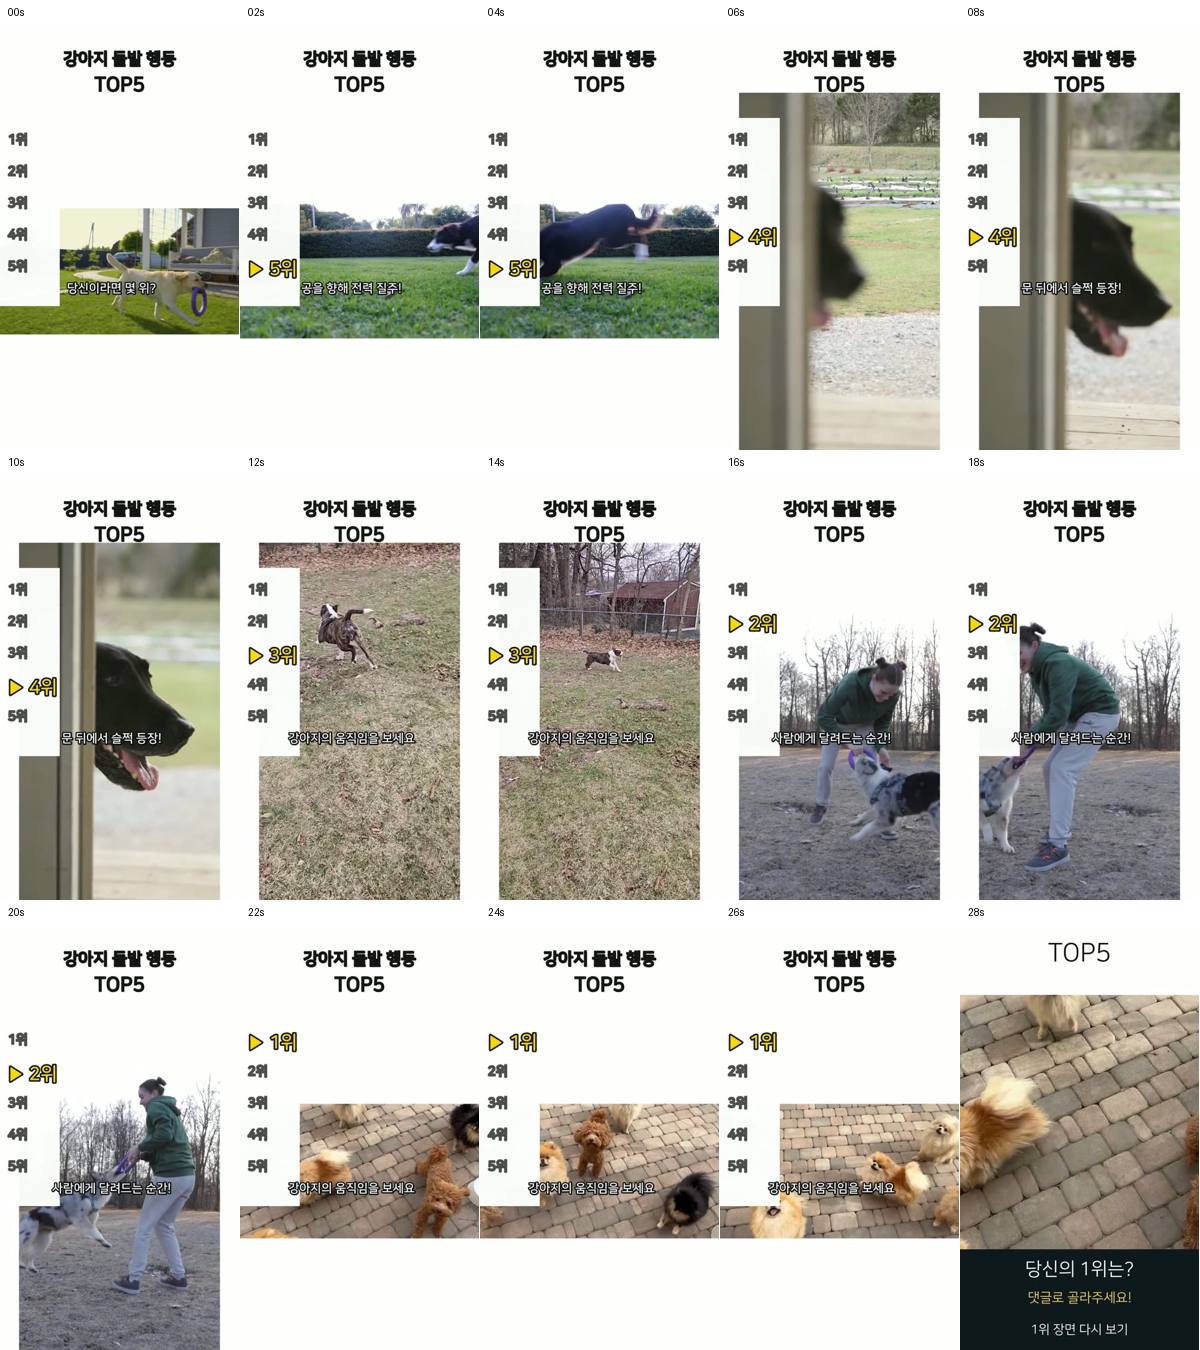 00s
강아지 돌발 행동
TOP5
1위
2위
3위
4위
5위
당신이라면 몇 위?
02s
강아지 돌발 행동
TOP5
1위
2위
3위
4위
▶ 5위
공을 향해 전력 질주!
04s
강아지 돌발 행동
TOP5
1위
2위
3위
4위
▶ 5위
공을 향해 전력 질주!
06s
강아지 돌발 행동
TOP5
1위
2위
3위
▶ 4위
5위
08s
강아지 돌발 행동
TOP5
1위
2위
3위
▶ 4위
5위
문 뒤에서 슬쩍 등장!
10s
강아지 돌발 행동
TOP5
1위
2위
3위
▶ 4위
5위
문 뒤에서 슬쩍 등장!
12s
강아지 돌발 행동
TOP5
1위
2위
▶ 3위
4위
5위
강아지의 움직임을 보세요
14s
강아지 돌발 행동
TOP5
1위
2위
▶ 3위
4위
5위
강아지의 움직임을 보세요
16s
강아지 돌발 행동
TOP5
1위
▶ 2위
3위
4위
5위
사람에게 달려드는 순간!
18s
강아지 돌발 행동
TOP5
1위
▶ 2위
3위
4위
5위
사람에게 달려드는 순간!
20s
강아지 돌발 행동
TOP5
1위
▶ 2위
3위
4위
5위
사람에게 달려드는 순간!
22s
강아지 돌발 행동
TOP5
▶ 1위
2위
3위
4위
5위
강아지의 움직임을 보세요
24s
강아지 돌발 행동
TOP5
▶ 1위
2위
3위
4위
5위
강아지의 움직임을 보세요
26s
강아지 돌발 행동
TOP5
▶ 1위
2위
3위
4위
5위
강아지의 움직임을 보세요
28s
TOP5
당신의 1위는?
댓글로 골라주세요!
1위 장면 다시 보기